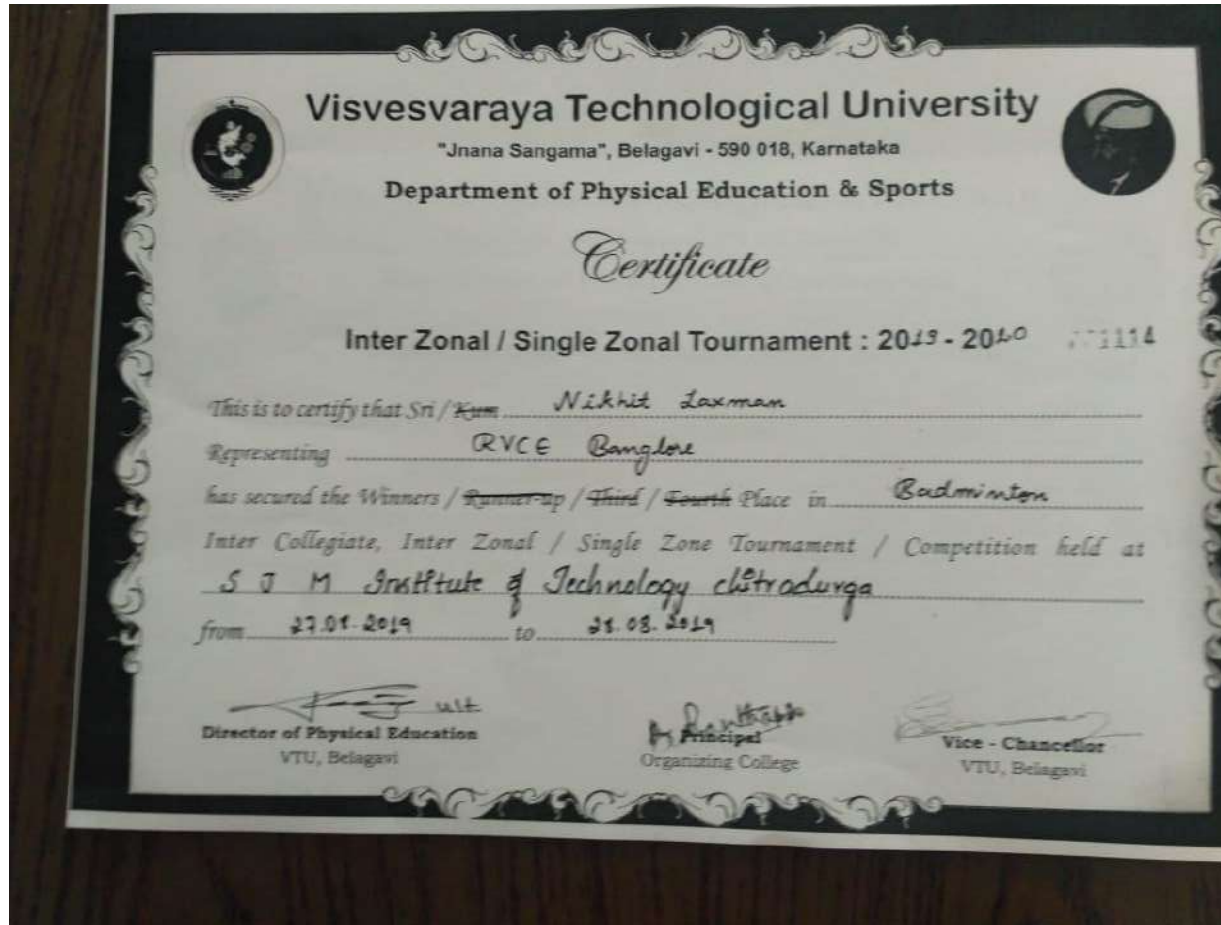 Visvesvaraya Technological University
"Jnana Sangama", Belagavi - 590 018, Karnataka
Department of Physical Education & Sports
Certificate
Inter Zonal / Single Zonal Tournament : 2019 - 2020 1114
This is to certify that Sri / Kum Nikhit Laxman
Representing RVCE Banglore
has secured the Winners / Runner-up / Third / Fourth Place in Badminton
Inter Collegiate, Inter Zonal / Single Zone Tournament / Competition held at
S J M Institute of Technology chitradurga
from 27.08.2019 to 28.08.2019
Director of Physical Education
VTU, Belagavi
Principal
Organizing College
Vice - Chancellor
VTU, Belagavi